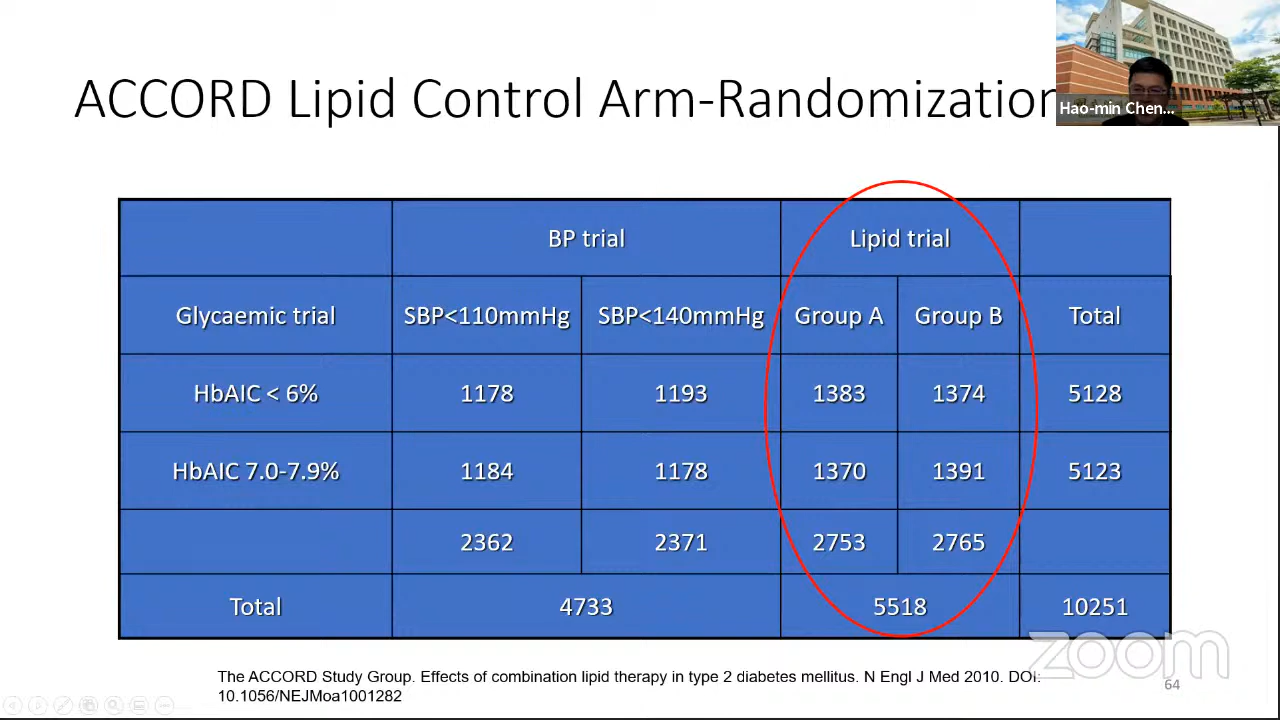 ACCORD Lipid Control Arm-Randomization
Hao-min Chen...
BP trial Lipid trial
Glycaemic trial SBP<110mmHg SBP<140mmHg Group A Group B Total
HbAIC < 6% 1178 1193 1383 1374 5128
HbAIC 7.0-7.9% 1184 1178 1370 1391 5123
2362 2371 2753 2765
Total 4733 5518 10251
zoom
The ACCORD Study Group. Effects of combination lipid therapy in type 2 diabetes mellitus. N Engl J Med 2010. DOI:
10.1056/NEJMoa1001282
64